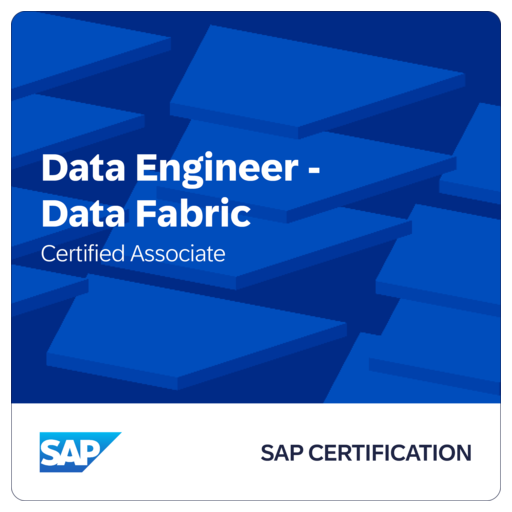 Data Engineer -
Data Fabric
Certified Associate
SAP
SAP CERTIFICATION